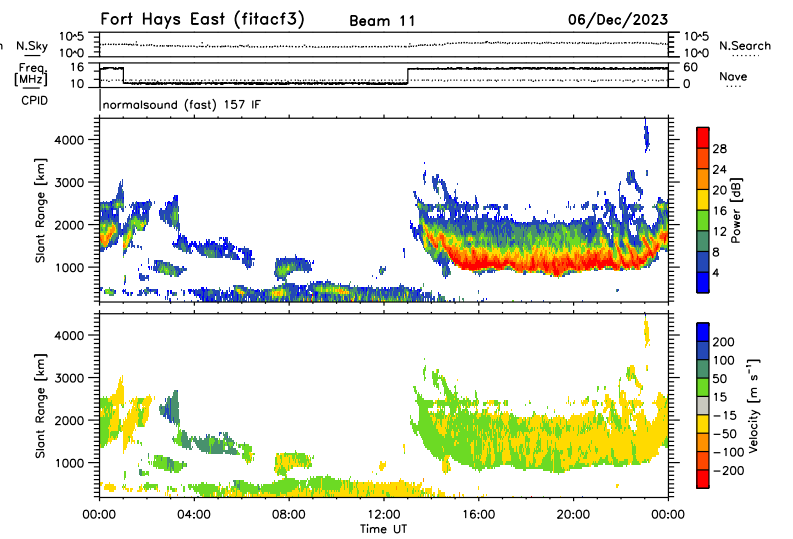 Fort Hays East (fitacf3) Beam 11 06/Dec/2023
n N.Sky 10^5 10^0 10^5 10^0 N.Search
Freq. [MHz] 16 10 60 0 Nave
CPID normalsound (fast) 157 IF
4000
3000
2000
1000
Slant Range [km]
28
24
20
16
12
8
4
Power [dB]
4000
3000
2000
1000
Slant Range [km]
200
100
50
15
-15
-50
-100
-200
Velocity [m s⁻¹]
00:00 04:00 08:00 12:00 16:00 20:00 00:00
Time UT